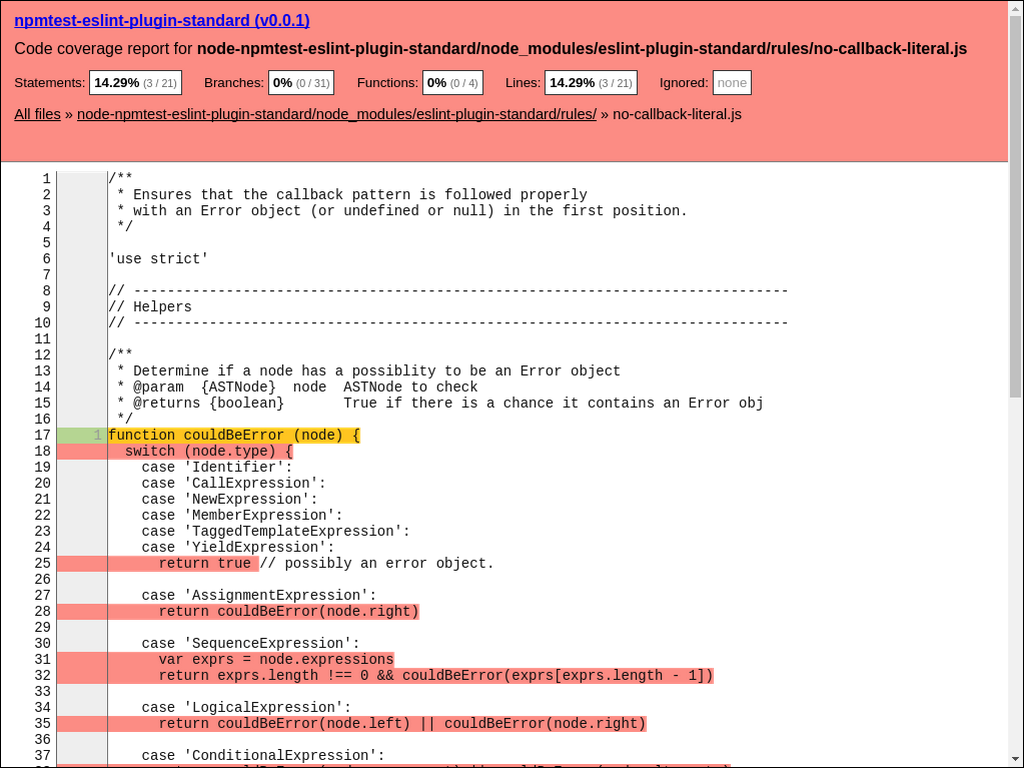 npmtest-eslint-plugin-standard (v0.0.1)
Code coverage report for node-npmtest-eslint-plugin-standard/node_modules/eslint-plugin-standard/rules/no-callback-literal.js
Statements: 14.29% (3 / 21) Branches: 0% (0 / 31) Functions: 0% (0 / 4) Lines: 14.29% (3 / 21) Ignored: none
All files » node-npmtest-eslint-plugin-standard/node_modules/eslint-plugin-standard/rules/ » no-callback-literal.js
1 /**
2  * Ensures that the callback pattern is followed properly
3  * with an Error object (or undefined or null) in the first position.
4  */
5
6 'use strict'
7
8 // ------------------------------------------------------------------------------
9 // Helpers
10 // ------------------------------------------------------------------------------
11
12 /**
13  * Determine if a node has a possiblity to be an Error object
14  * @param  {ASTNode}  node  ASTNode to check
15  * @returns {boolean}       True if there is a chance it contains an Error obj
16  */
17 1 function couldBeError (node) {
18   switch (node.type) {
19     case 'Identifier':
20     case 'CallExpression':
21     case 'NewExpression':
22     case 'MemberExpression':
23     case 'TaggedTemplateExpression':
24     case 'YieldExpression':
25       return true // possibly an error object.
26
27     case 'AssignmentExpression':
28       return couldBeError(node.right)
29
30     case 'SequenceExpression':
31       var exprs = node.expressions
32       return exprs.length !== 0 && couldBeError(exprs[exprs.length - 1])
33
34     case 'LogicalExpression':
35       return couldBeError(node.left) || couldBeError(node.right)
36
37     case 'ConditionalExpression':